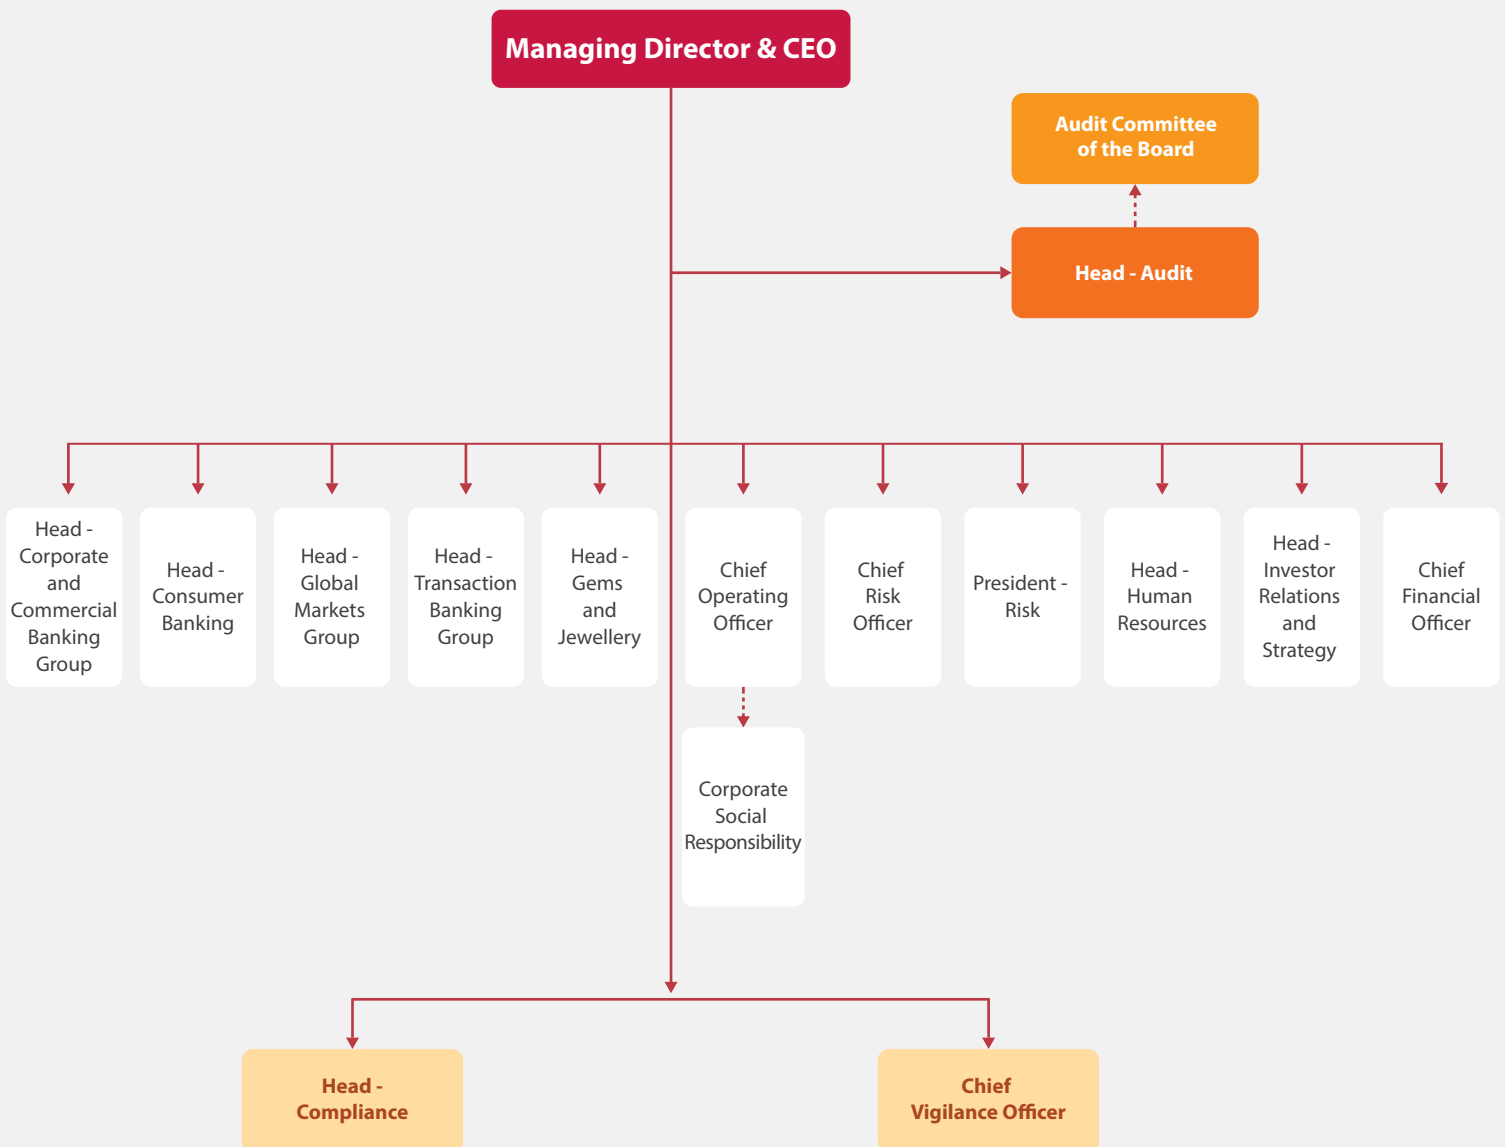 Managing Director & CEO
Audit Committee
of the Board
Head - Audit
Head -
Corporate
and
Commercial
Banking
Group
Head -
Consumer
Banking
Head -
Global
Markets
Group
Head -
Transaction
Banking
Group
Head -
Gems
and
Jewellery
Chief
Operating
Officer
Chief
Risk
Officer
President -
Risk
Head -
Human
Resources
Head -
Investor
Relations
and
Strategy
Chief
Financial
Officer
Corporate
Social
Responsibility
Head -
Compliance
Chief
Vigilance Officer